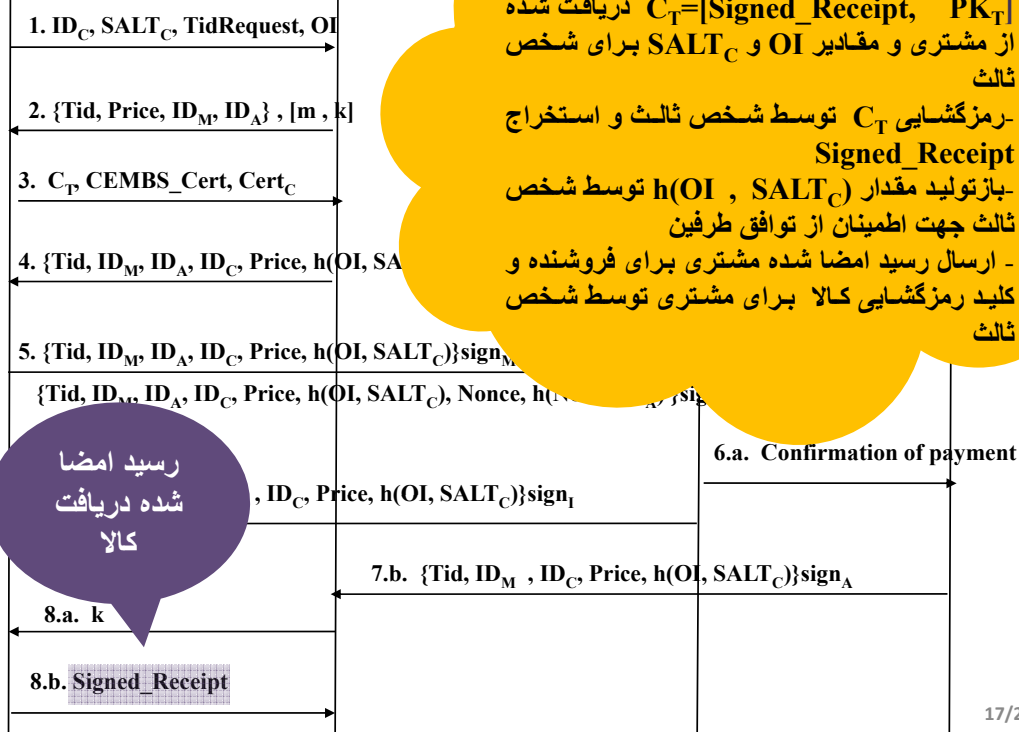 1. ID_C, SALT_C, TidRequest, OI
2. {Tid, Price, ID_M, ID_A} , [m , k]
3. C_T, CEMBS_Cert, Cert_C
4. {Tid, ID_M, ID_A, ID_C, Price, h(OI, SA
5. {Tid, ID_M, ID_A, ID_C, Price, h(OI, SALT_C)}sign_M
{Tid, ID_M, ID_A, ID_C, Price, h(OI, SALT_C), Nonce,
C_T=[Signed_Receipt, PK_T] دریافت شده
از مشتری و مقادیر OI و SALT_C برای شخص
ثالث
-رمزگشایی C_T توسط شخص ثالث و استخراج
Signed_Receipt
-بازتولید مقدار h(OI , SALT_C) توسط شخص
ثالث جهت اطمینان از توافق طرفین
- ارسال رسید امضا شده مشتری برای فروشنده و
کلید رمزگشایی کالا برای مشتری توسط شخص
ثالث
6.a. Confirmation of payment
رسید امضا
شده دریافت
کالا
, ID_C, Price, h(OI, SALT_C)}sign_I
7.b. {Tid, ID_M , ID_C, Price, h(OI, SALT_C)}sign_A
8.a. k
8.b. Signed_Receipt
17/2